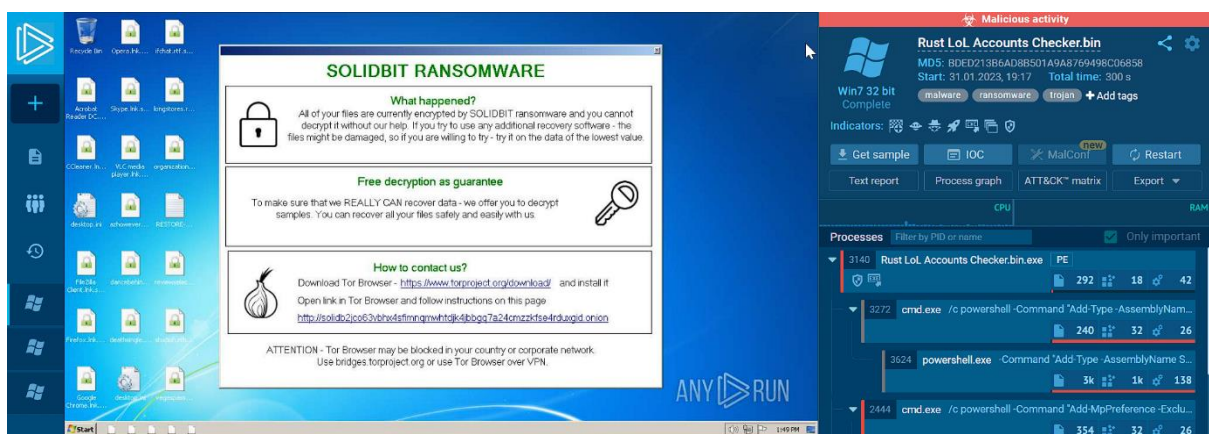 Recycle Bin
Opera.lnk....
ifchat.rtf.s...
Acrobat
Reader DC....
Skype.lnk.s...
longstores.r...
CCleaner.ln...
VLC media
player.lnk....
organization...
desktop.ini
ashowever...
RESTORE-...
FileZilla
Client.lnk.s...
Firefox.lnk....
Google
Chrome.lnk....
Start
SOLIDBIT RANSOMWARE
What happened?
All of your files are currently encrypted by SOLIDBIT ransomware and you cannot
decrypt it without our help. If you try to use any additional recovery software - the
files might be damaged, so if you are willing to try - try it on the data of the lowest value.
Free decryption as guarantee
To make sure that we REALLY CAN recover data - we offer you to decrypt
samples. You can recover all your files safely and easily with us
How to contact us?
Download Tor Browser - https://www.torproject.org/download/ and install it
Open link in Tor Browser and follow instructions on this page
ATTENTION - Tor Browser may be blocked in your country or corporate network.
Use bridges.torproject.org or use Tor Browser over VPN.
ANY RUN
1:49 PM
Malicious activity
Win7 32 bit
Complete
Rust LoL Accounts Checker.bin
MD5: BDED213B6AD8B501A9A8769498C06858
Start: 31.01.2023, 19:17 Total time: 300 s
malware ransomware trojan + Add tags
Indicators:
Get sample IOC MalConf new Restart
Text report Process graph ATT&CK™ matrix Export
CPU RAM
Processes Filter by PID or name Only important
3140 Rust LoL Accounts Checker.bin.exe PE
292 18 42
3272 cmd.exe /c powershell -Command "Add-Type -AssemblyNam...
240 32 26
3624 powershell.exe -Command "Add-Type -AssemblyName S...
3k 1k 138
2444 cmd.exe /c powershell -Command "Add-MpPreference -Exclu...
354 32 26